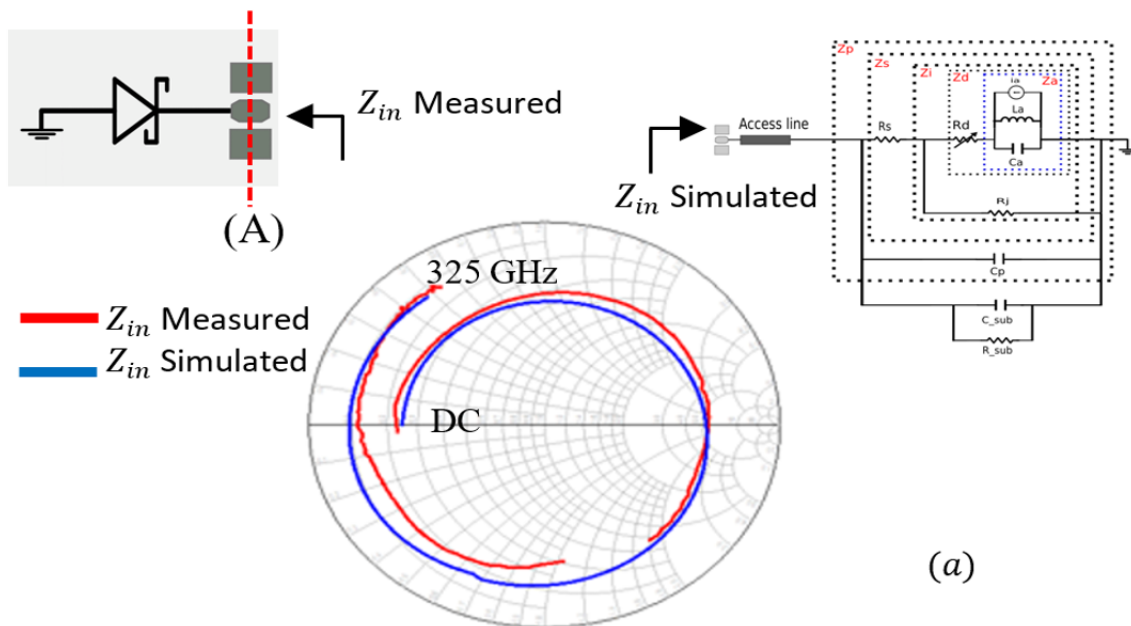 Z_in Measured
(A)
Z_in Simulated
Access line
Zp
Zs
Zi
Zd
Za
ia
La
Rs
Rd
Ca
Rj
Cp
C_sub
R_sub
325 GHz
Z_in Measured
Z_in Simulated
DC
(a)